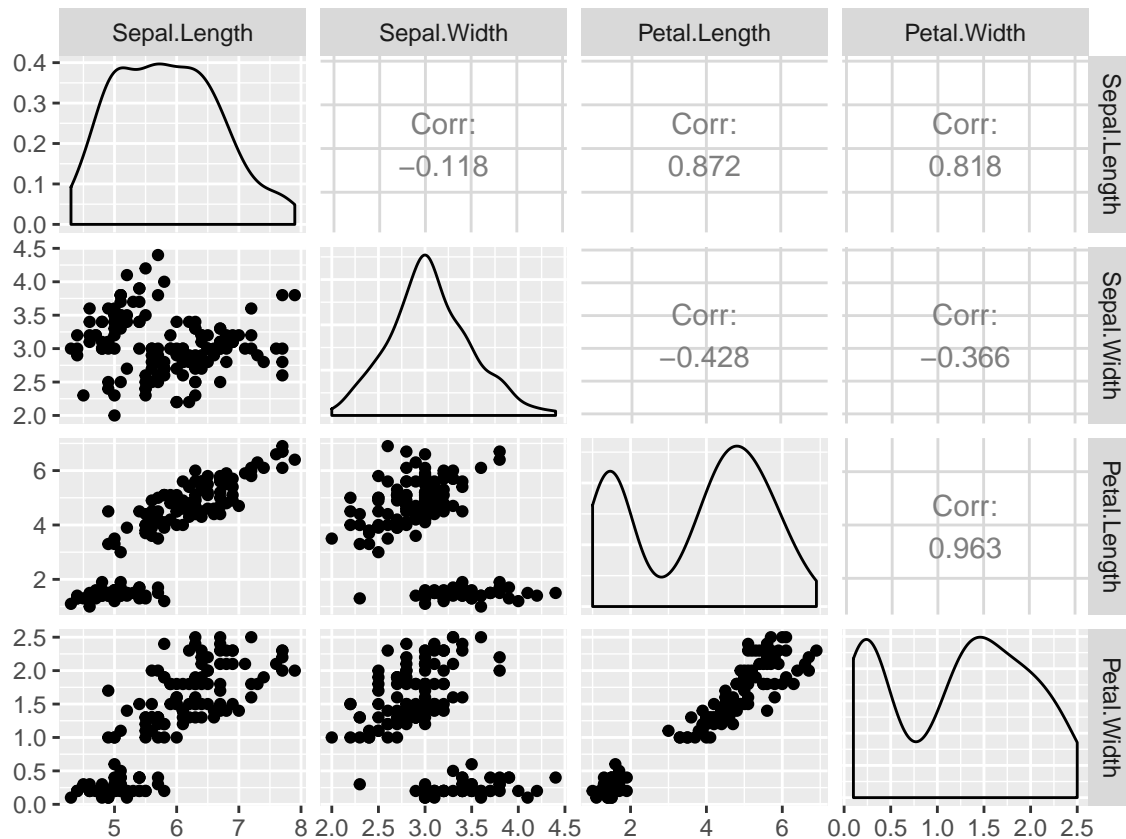 Sepal.Length Sepal.Width Petal.Length Petal.Width
0.4
0.3
0.2
0.1
0.0
Corr:
−0.118
Corr:
0.872
Corr:
0.818
Sepal.Length
4.5
4.0
3.5
3.0
2.5
2.0
Corr:
−0.428
Corr:
−0.366
Sepal.Width
6
4
2
Corr:
0.963
Petal.Length
2.5
2.0
1.5
1.0
0.5
0.0
Petal.Width
5 6 7 8 2.0 2.5 3.0 3.5 4.0 4.5 2 4 6 0.0 0.5 1.0 1.5 2.0 2.5